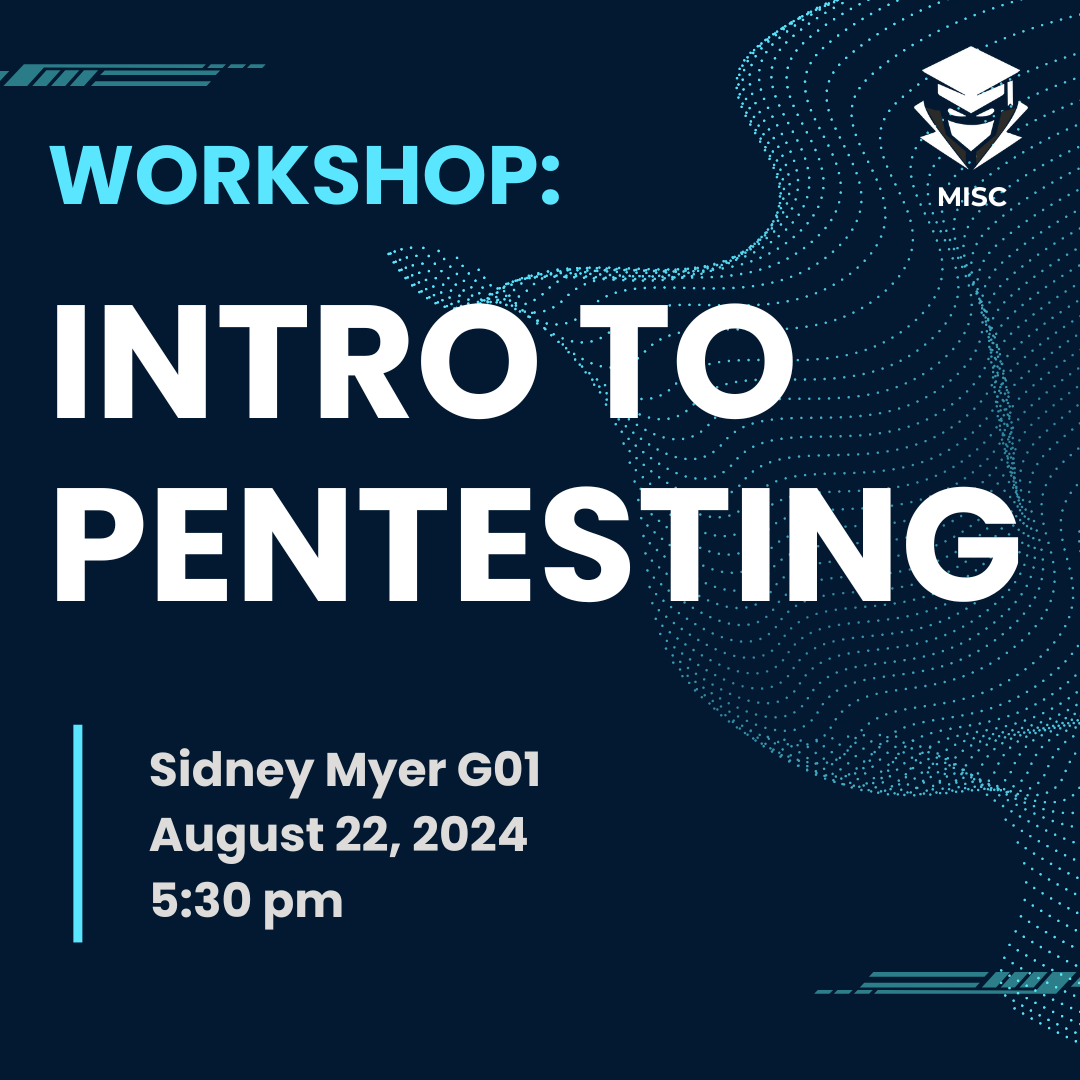 MISC
WORKSHOP:
INTRO TO
PENTESTING
Sidney Myer G01
August 22, 2024
5:30 pm